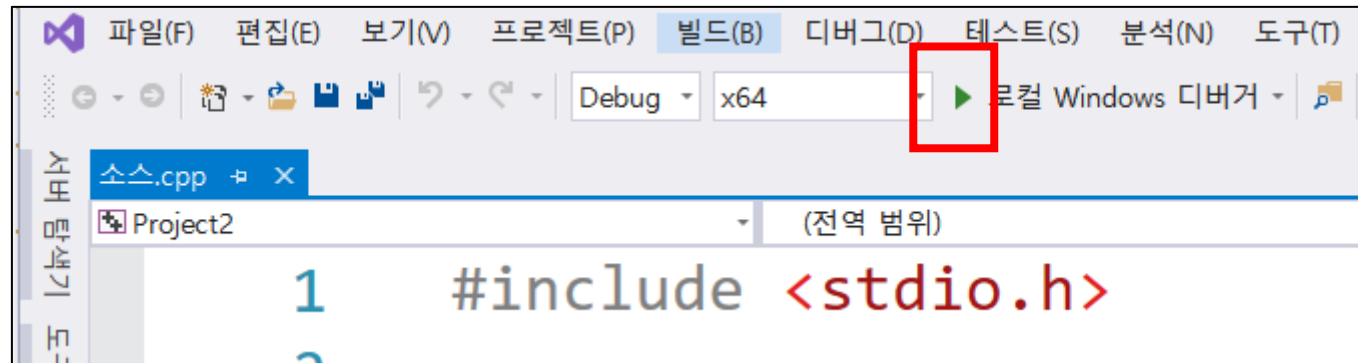 파일(F) 편집(E) 보기(V) 프로젝트(P) 빌드(B) 디버그(D) 테스트(S) 분석(N) 도구(T)
Debug x64 로컬 Windows 디버거
서버 탐색기
소스.cpp
Project2 (전역 범위)
1 #include <stdio.h>